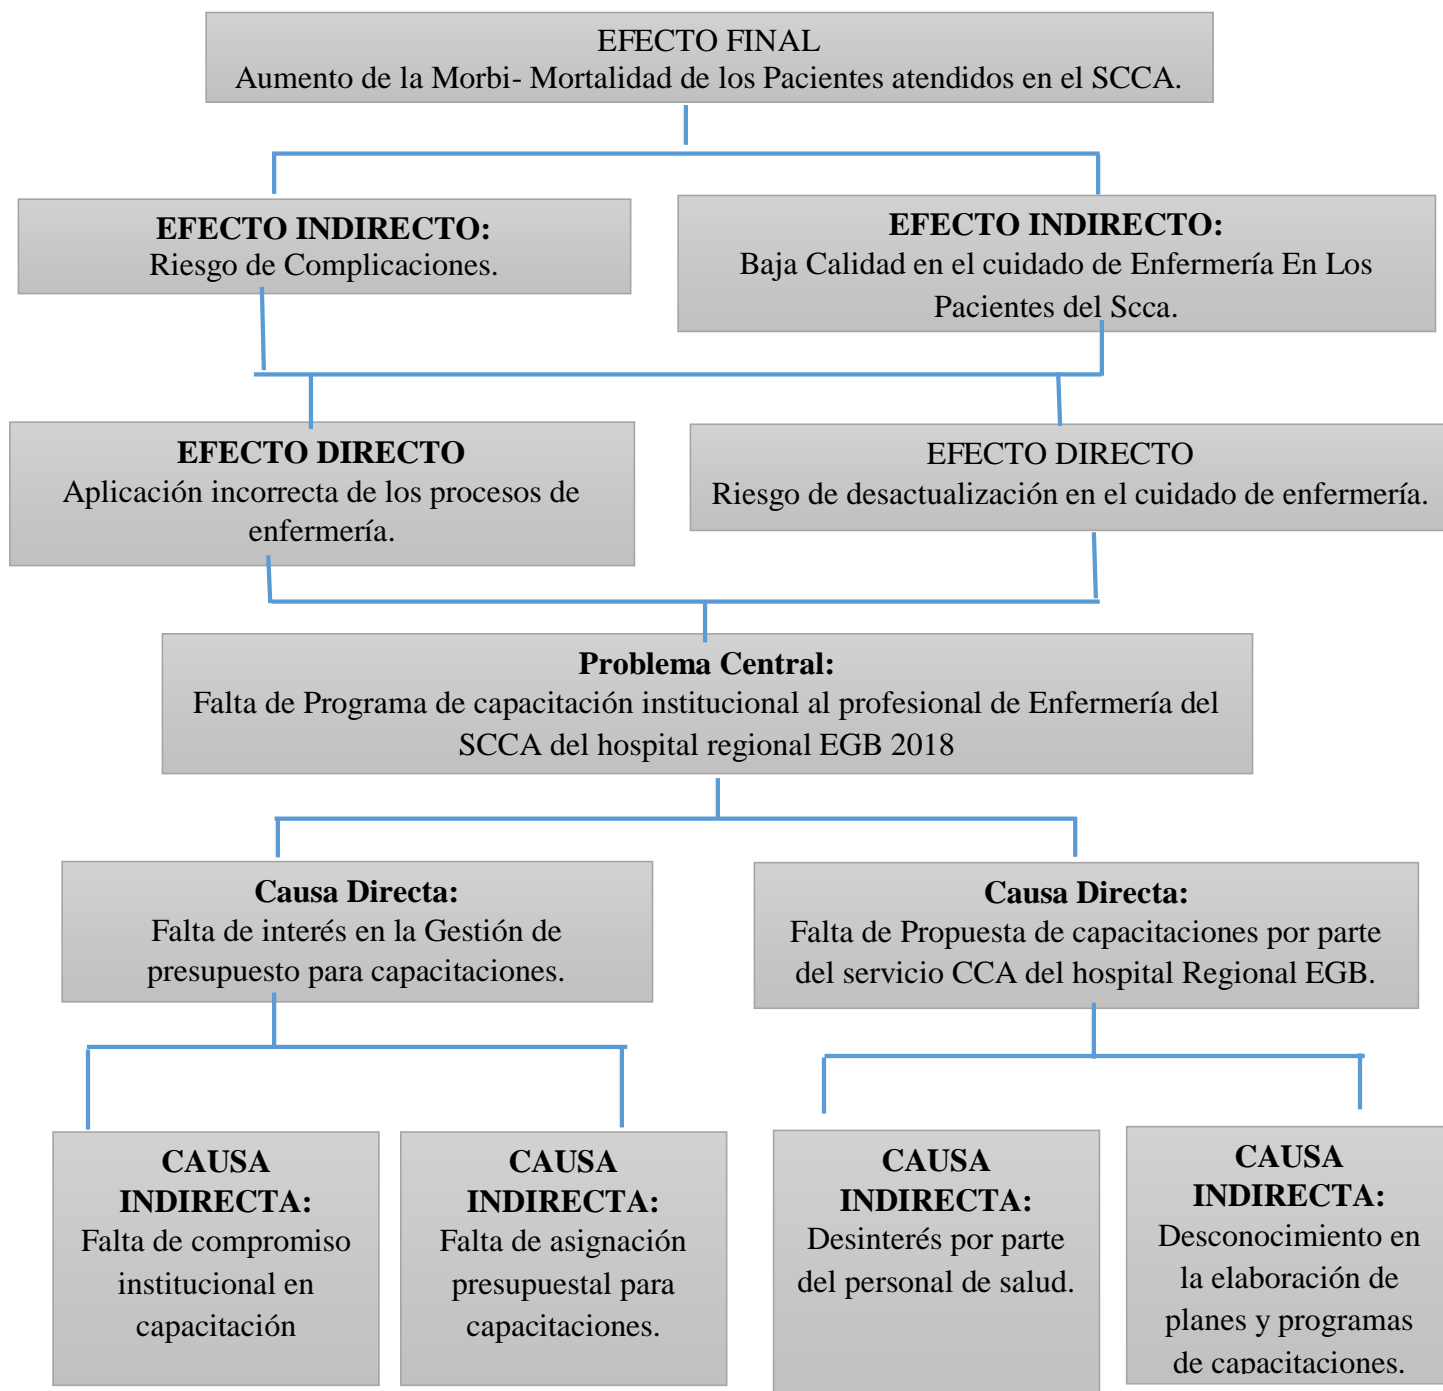 EFECTO FINAL
Aumento de la Morbi- Mortalidad de los Pacientes atendidos en el SCCA.
EFECTO INDIRECTO:
Riesgo de Complicaciones.
EFECTO INDIRECTO:
Baja Calidad en el cuidado de Enfermería En Los
Pacientes del Scca.
EFECTO DIRECTO
Aplicación incorrecta de los procesos de
enfermería.
EFECTO DIRECTO
Riesgo de desactualización en el cuidado de enfermería.
Problema Central:
Falta de Programa de capacitación institucional al profesional de Enfermería del
SCCA del hospital regional EGB 2018
Causa Directa:
Falta de interés en la Gestión de
presupuesto para capacitaciones.
Causa Directa:
Falta de Propuesta de capacitaciones por parte
del servicio CCA del hospital Regional EGB.
CAUSA
INDIRECTA:
Falta de compromiso
institucional en
capacitación
CAUSA
INDIRECTA:
Falta de asignación
presupuestal para
capacitaciones.
CAUSA
INDIRECTA:
Desinterés por parte
del personal de salud.
CAUSA
INDIRECTA:
Desconocimiento en
la elaboración de
planes y programas
de capacitaciones.